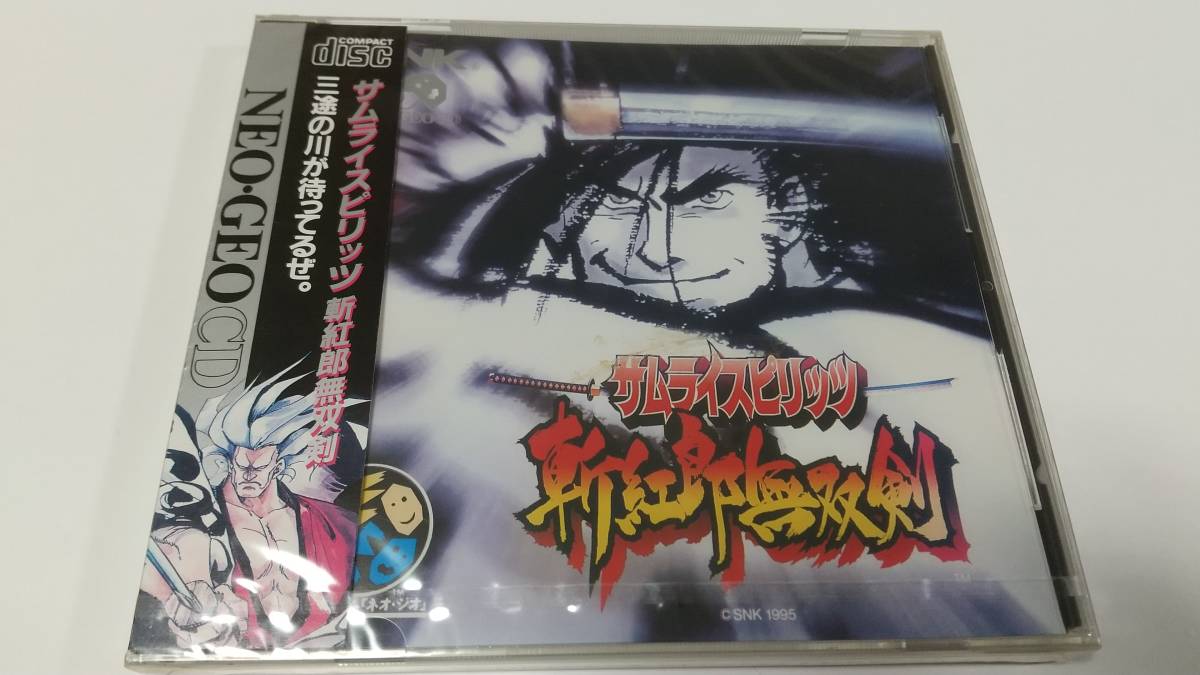 COMPACT
disc
NEO・GEO CD
サムライスピリッツ 斬紅郎無双剣
三途の川が待ってるぜ。
サムライスピリッツ
斬紅郎無双剣
TM
© SNK 1995
「ネオ・ジオ」